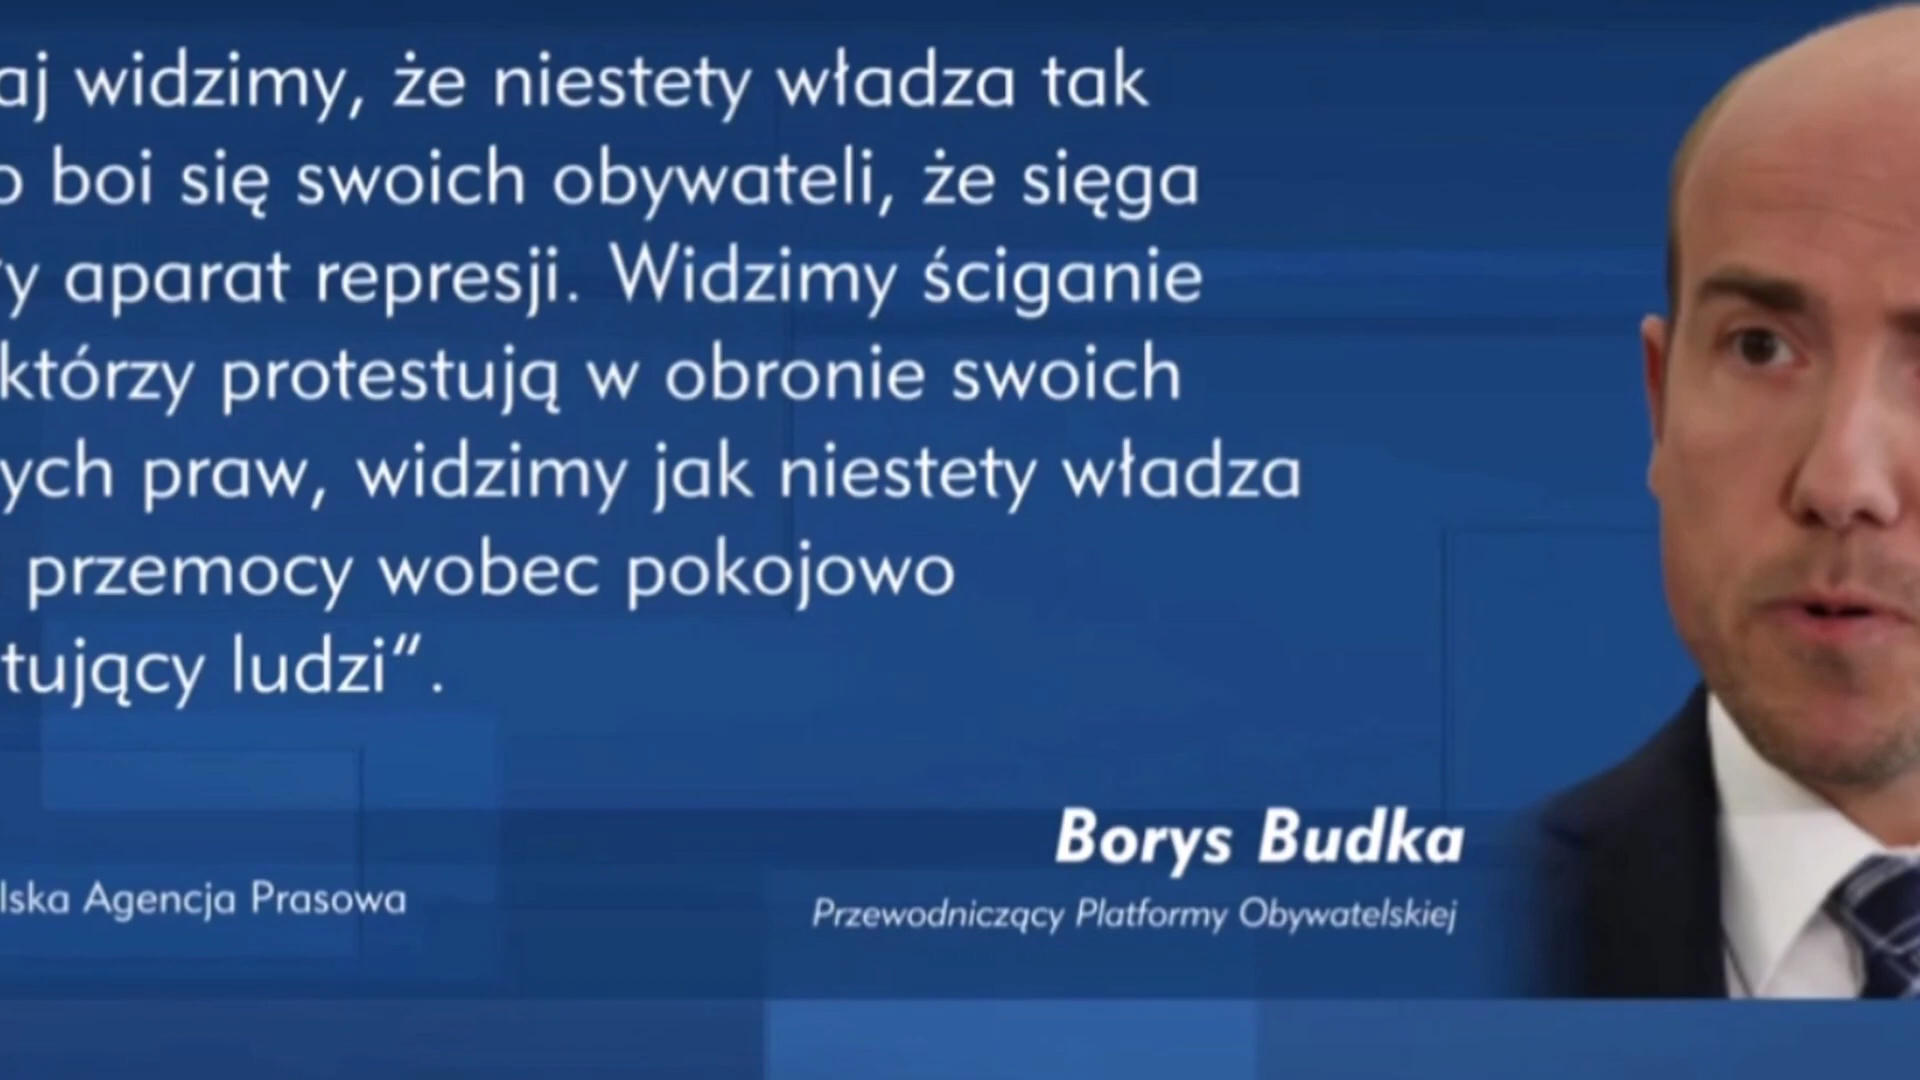 aj widzimy, że niestety władza tak
o boi się swoich obywateli, że sięga
y aparat represji. Widzimy ściganie
którzy protestują w obronie swoich
ych praw, widzimy jak niestety władza
przemocy wobec pokojowo
tujący ludzi”.
Borys Budka
lska Agencja Prasowa
Przewodniczący Platformy Obywatelskiej